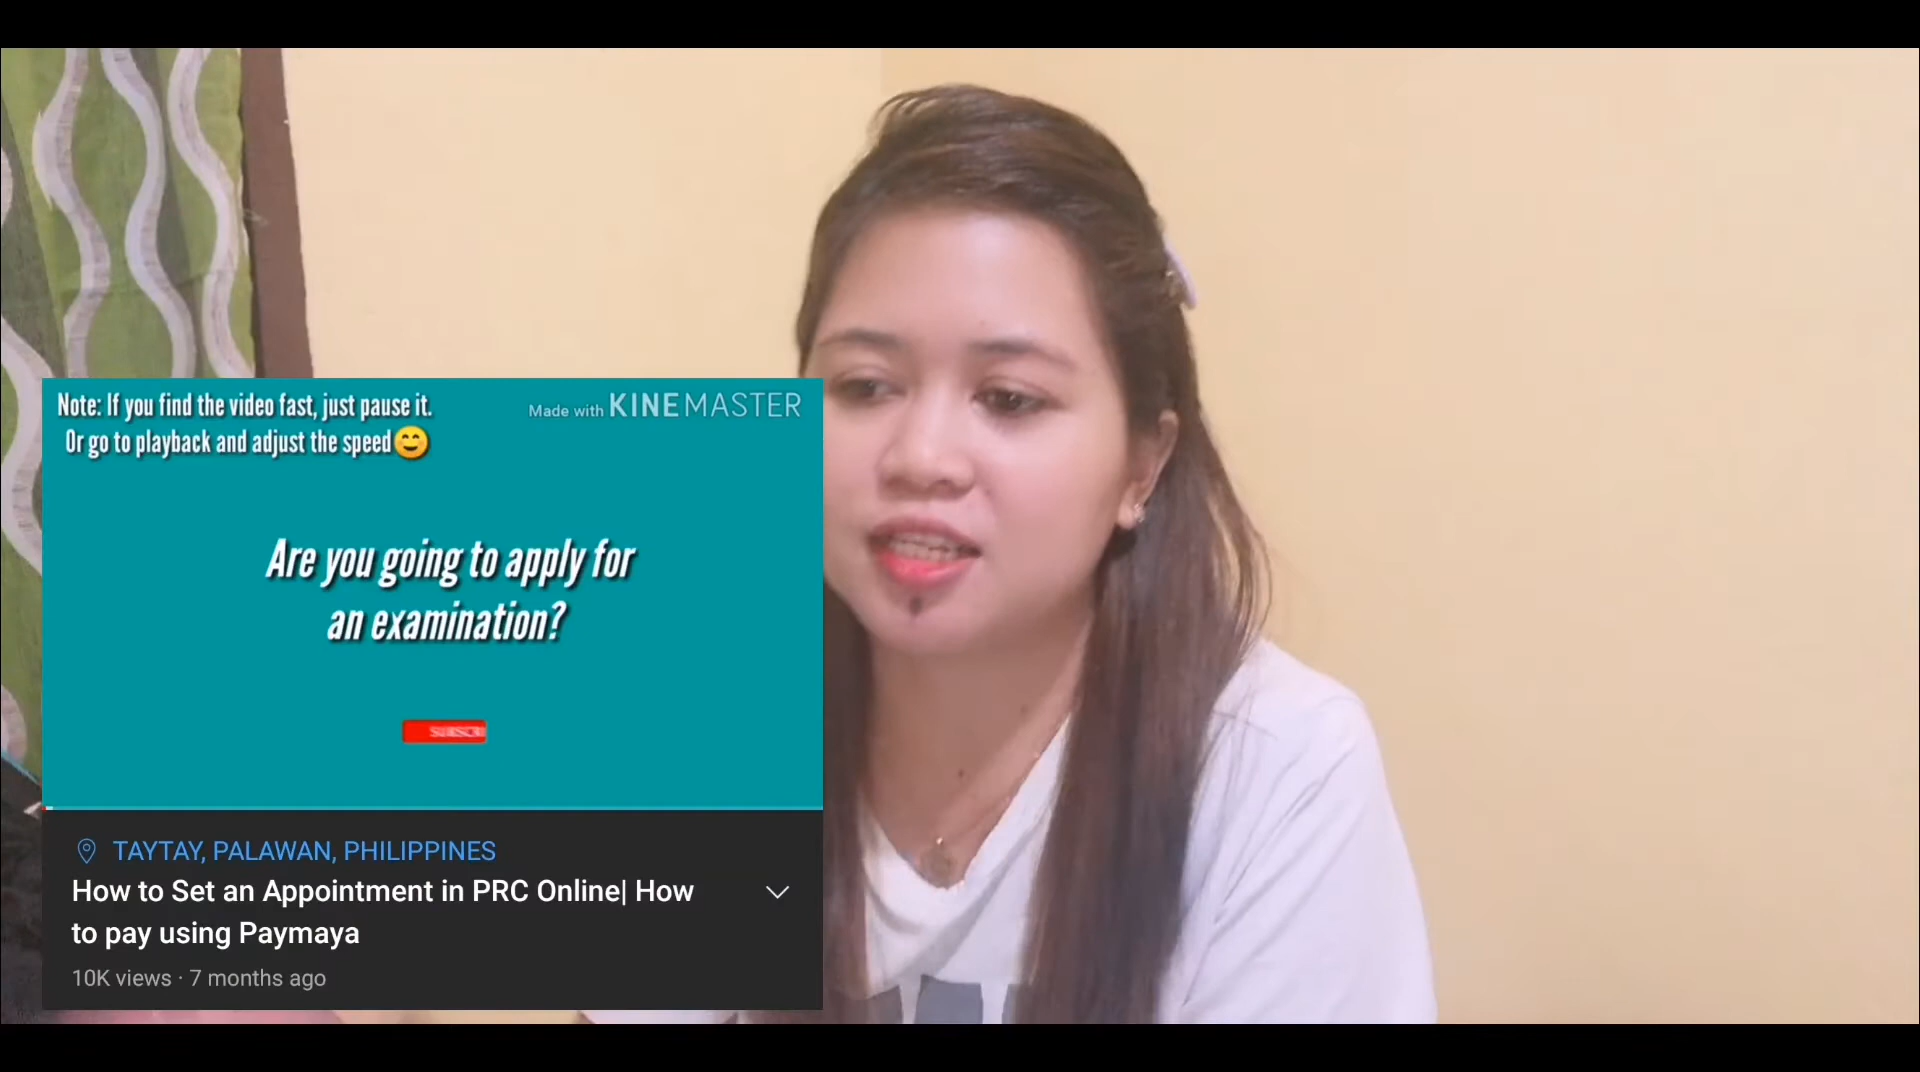 Note: If you find the video fast, just pause it.
Or go to playback and adjust the speed😊
Made with KINEMASTER
Are you going to apply for
an examination?
SUBSCRI
TAYTAY, PALAWAN, PHILIPPINES
How to Set an Appointment in PRC Online| How
to pay using Paymaya
10K views · 7 months ago